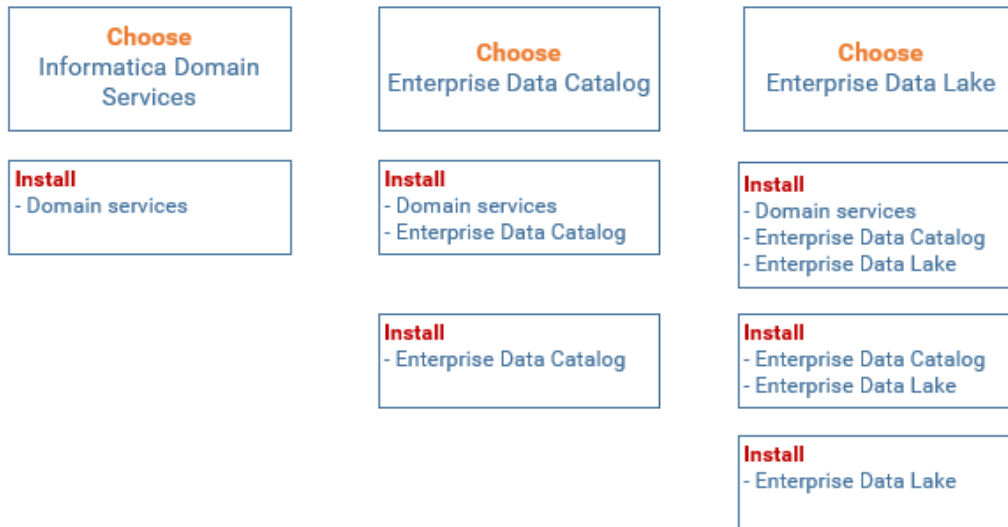 Choose
Informatica Domain
Services
Choose
Enterprise Data Catalog
Choose
Enterprise Data Lake
Install
- Domain services
Install
- Domain services
- Enterprise Data Catalog
Install
- Domain services
- Enterprise Data Catalog
- Enterprise Data Lake
Install
- Enterprise Data Catalog
Install
- Enterprise Data Catalog
- Enterprise Data Lake
Install
- Enterprise Data Lake